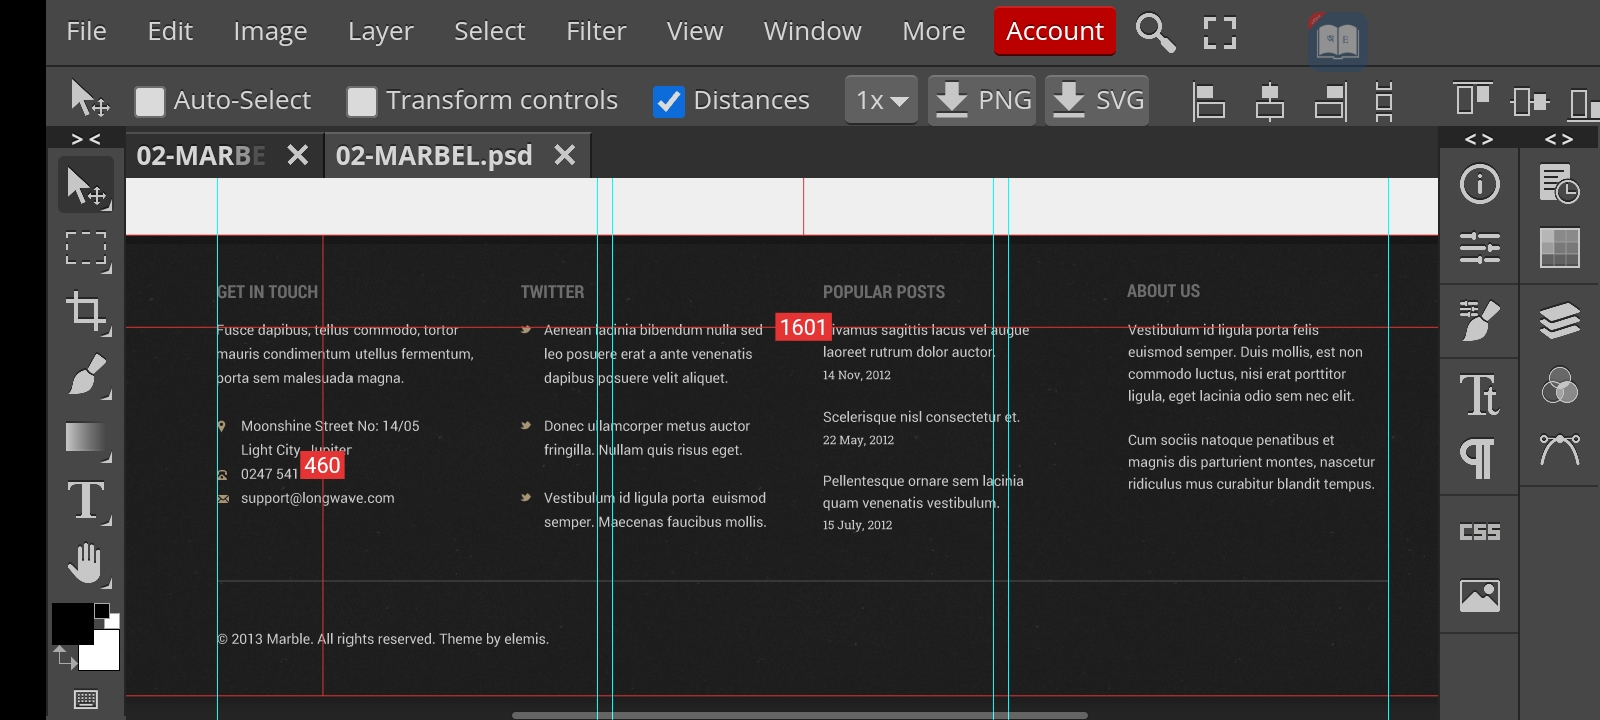 File Edit Image Layer Select Filter View Window More Account
Auto-Select Transform controls Distances 1x PNG SVG
> < 02-MARBE 02-MARBEL.psd <> <>
GET IN TOUCH
Fusce dapibus, tellus commodo, tortor
mauris condimentum utellus fermentum,
porta sem malesuada magna.
Moonshine Street No: 14/05
Light City, Jupiter
0247 541
460
support@longwave.com
TWITTER
Aenean lacinia bibendum nulla sed
leo posuere erat a ante venenatis
dapibus posuere velit aliquet.
Donec ullamcorper metus auctor
fringilla. Nullam quis risus eget.
Vestibulum id ligula porta euismod
semper. Maecenas faucibus mollis.
1601
POPULAR POSTS
ivamus sagittis lacus vel augue
laoreet rutrum dolor auctor.
14 Nov, 2012
Scelerisque nisl consectetur et.
22 May, 2012
Pellentesque ornare sem lacinia
quam venenatis vestibulum.
15 July, 2012
ABOUT US
Vestibulum id ligula porta felis
euismod semper. Duis mollis, est non
commodo luctus, nisi erat porttitor
ligula, eget lacinia odio sem nec elit.
Cum sociis natoque penatibus et
magnis dis parturient montes, nascetur
ridiculus mus curabitur blandit tempus.
© 2013 Marble. All rights reserved. Theme by elemis.
T
Tt
CSS